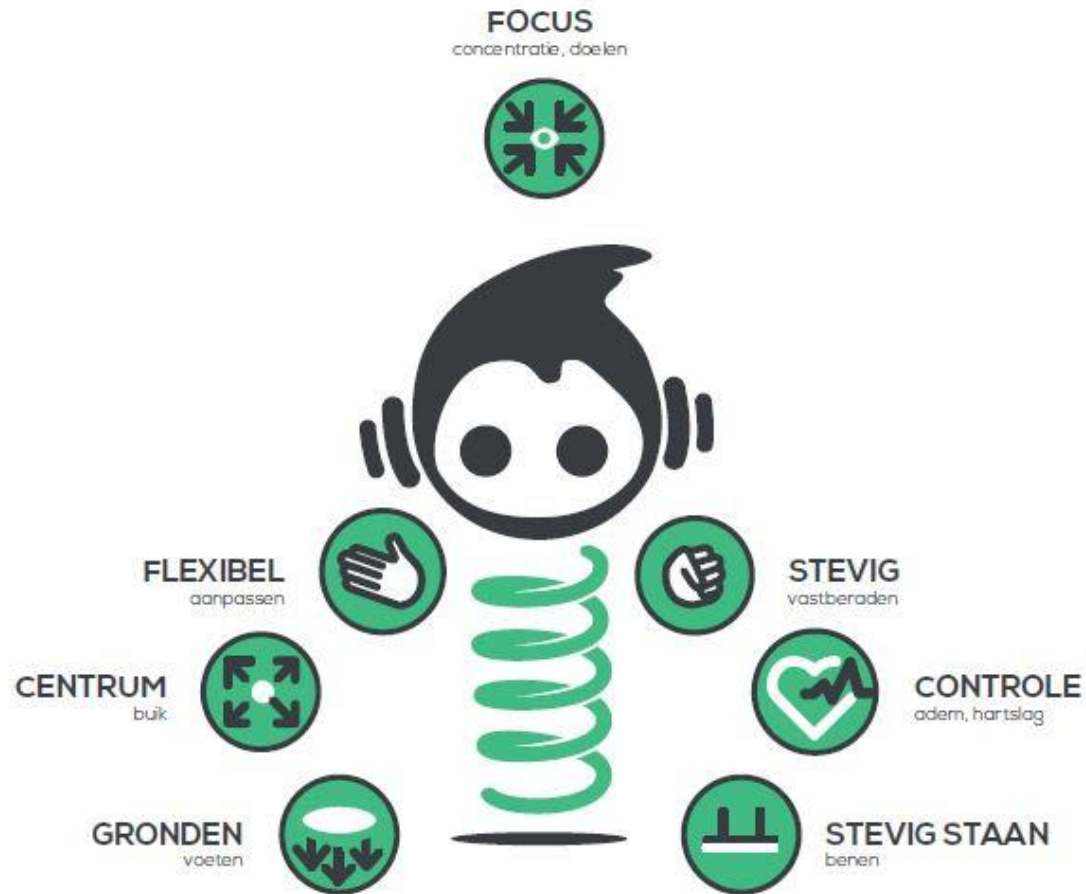 FOCUS
concentratie, doelen
FLEXIBEL
aanpassen
STEVIG
vastberaden
CENTRUM
buik
CONTROLE
adem, hartslag
GRONDEN
voeten
STEVIG STAAN
benen